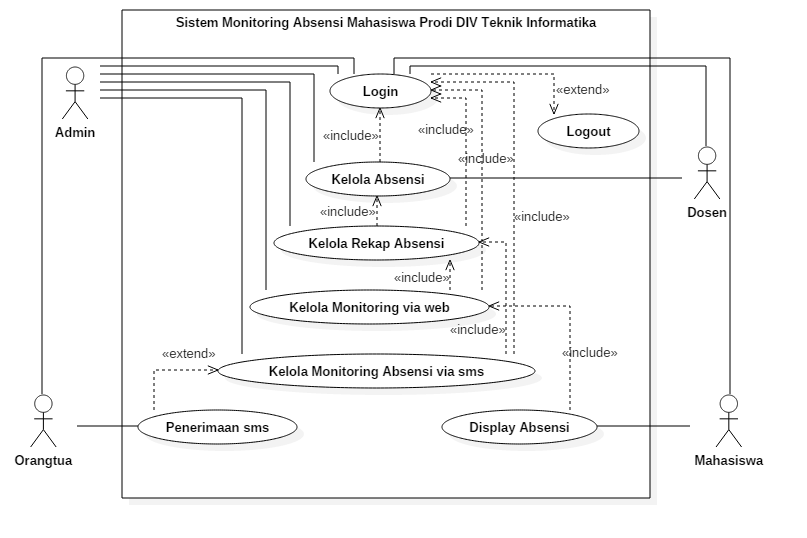 Sistem Monitoring Absensi Mahasiswa Prodi DIV Teknik Informatika
Login
«extend»
Admin
«include»
«include»
Logout
«include»
Kelola Absensi
Dosen
«include»
«include»
Kelola Rekap Absensi
«include»
Kelola Monitoring via web
«include»
«extend»
«include»
Kelola Monitoring Absensi via sms
Penerimaan sms
Display Absensi
Orangtua
Mahasiswa